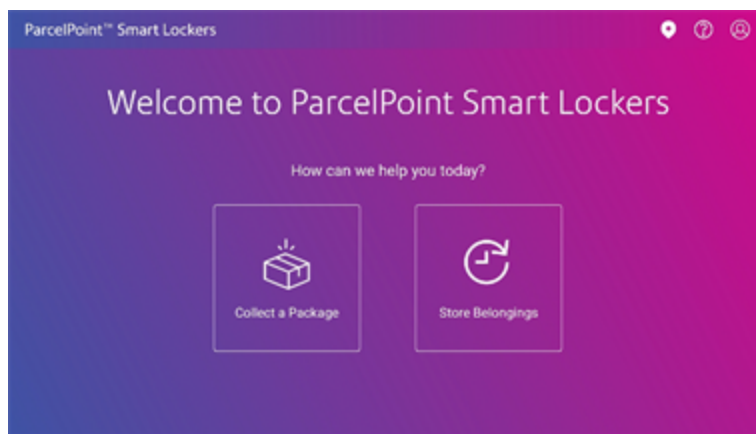 ParcelPoint™ Smart Lockers
Welcome to ParcelPoint Smart Lockers
How can we help you today?
Collect a Package
Store Belongings